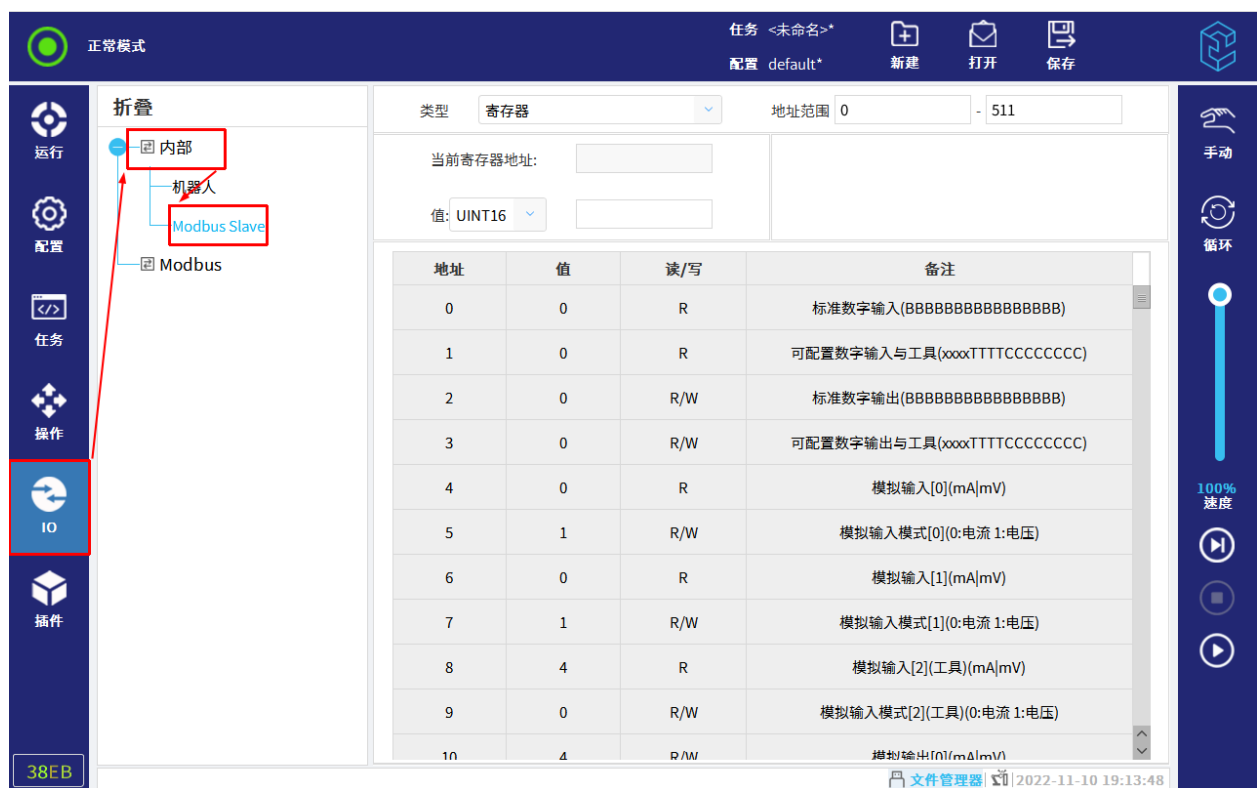 正常模式
任务 <未命名>*
配置 default*
新建 打开 保存
运行
配置
任务
操作
IO
插件
38EB
折叠
内部
机器人
Modbus Slave
Modbus
类型 寄存器 地址范围 0 - 511
当前寄存器地址:
值: UINT16
地址 值 读/写 备注
0 0 R 标准数字输入(BBBBBBBBBBBBBBBB)
1 0 R 可配置数字输入与工具(xxxxTTTTCCCCCCCC)
2 0 R/W 标准数字输出(BBBBBBBBBBBBBBBB)
3 0 R/W 可配置数字输出与工具(xxxxTTTTCCCCCCCC)
4 0 R 模拟输入[0](mA|mV)
5 1 R/W 模拟输入模式[0](0:电流 1:电压)
6 0 R 模拟输入[1](mA|mV)
7 1 R/W 模拟输入模式[1](0:电流 1:电压)
8 4 R 模拟输入[2](工具)(mA|mV)
9 0 R/W 模拟输入模式[2](工具)(0:电流 1:电压)
10 4 R/W 模拟输出[0](mA|mV)
手动
循环
100%
速度
文件管理器 2022-11-10 19:13:48